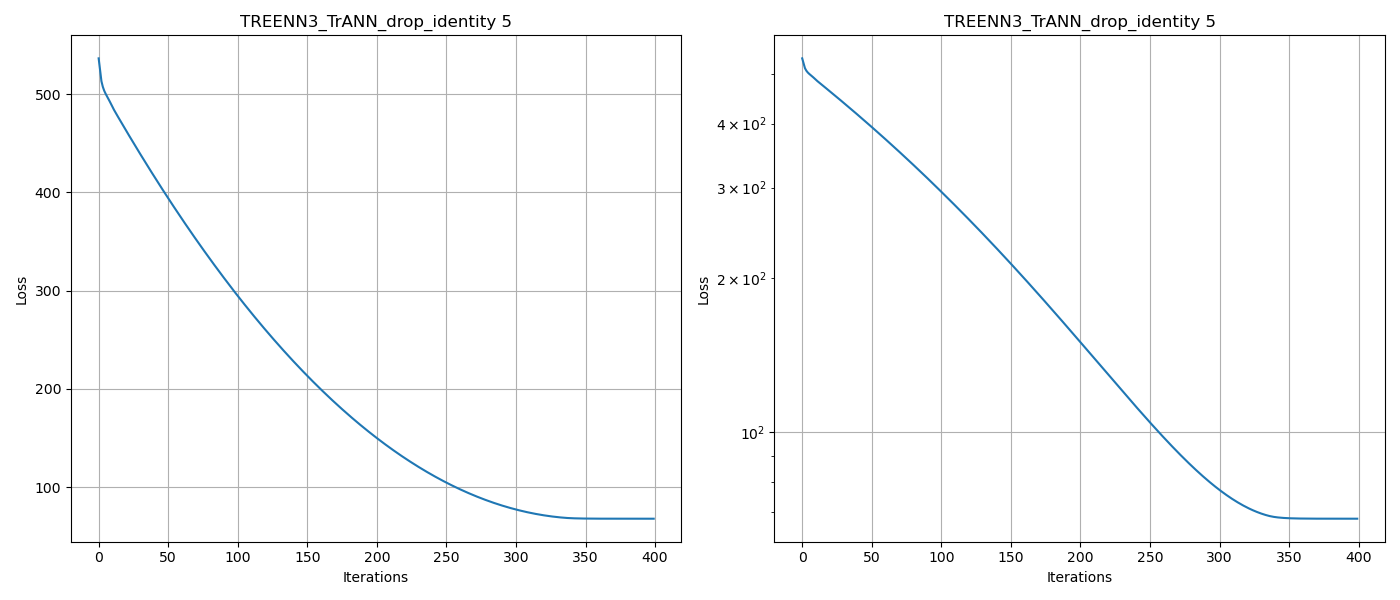 TREENN3_TrANN_drop_identity 5
500
400
300
200
100
Loss
0 50 100 150 200 250 300 350 400
Iterations
TREENN3_TrANN_drop_identity 5
4 × 10²
3 × 10²
2 × 10²
10²
Loss
0 50 100 150 200 250 300 350 400
Iterations